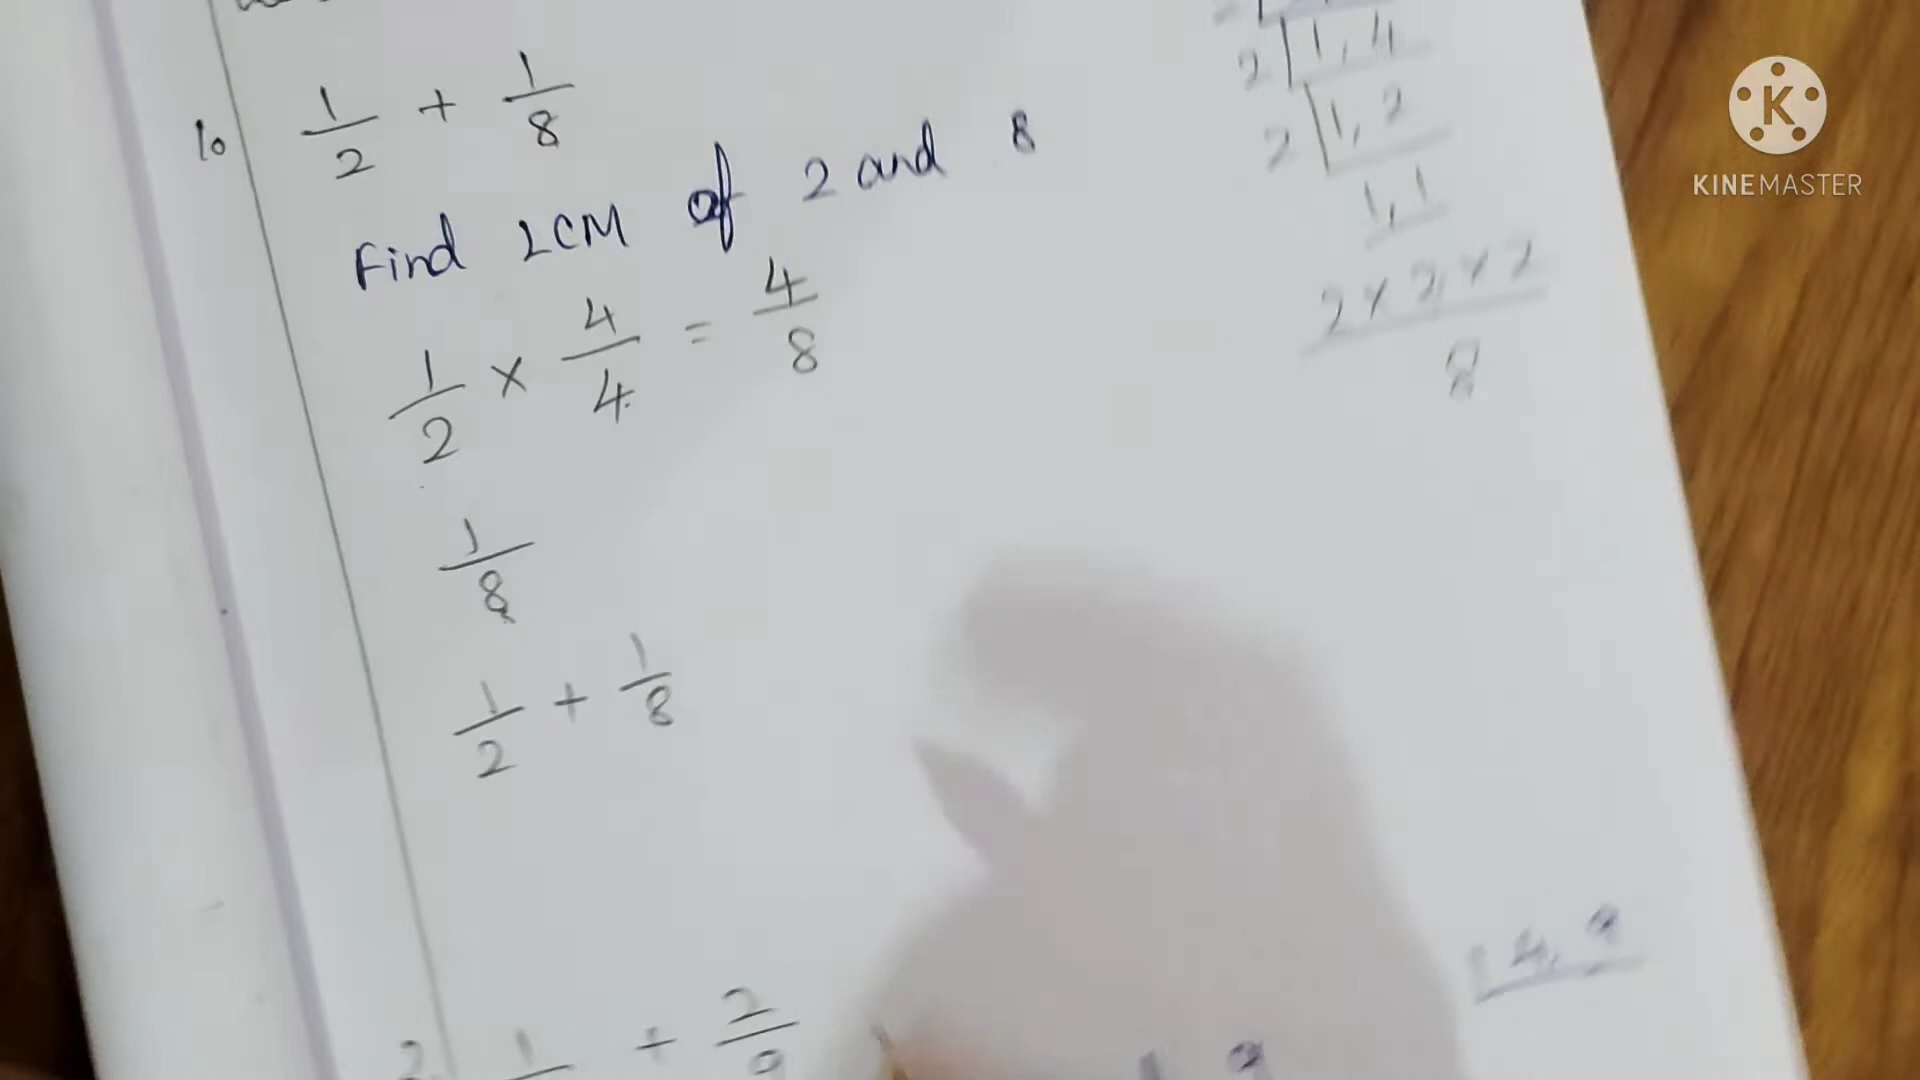 1. 1/2 + 1/8
Find LCM of 2 and 8
1/2 × 4/4 = 4/8
1/8
1/2 + 1/8
2 | 1, 4
2 | 1, 2
1, 1
2 × 2 × 2
8
KINEMASTER